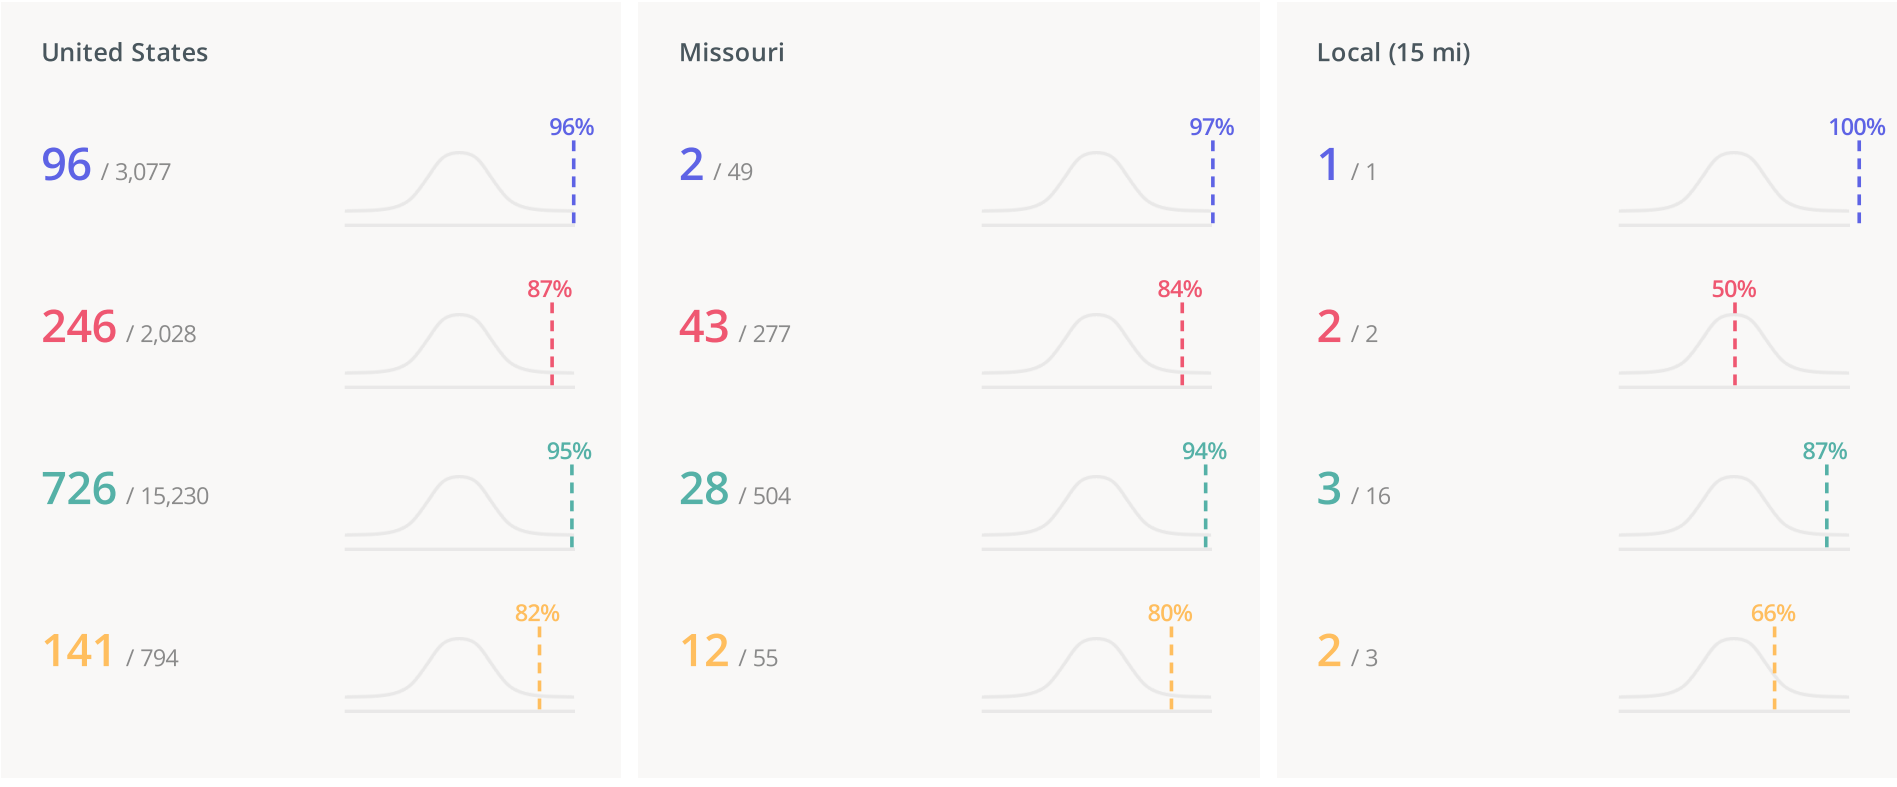 United States
96%
96 / 3,077
87%
246 / 2,028
95%
726 / 15,230
82%
141 / 794
Missouri
97%
2 / 49
84%
43 / 277
94%
28 / 504
80%
12 / 55
Local (15 mi)
100%
1 / 1
50%
2 / 2
87%
3 / 16
66%
2 / 3